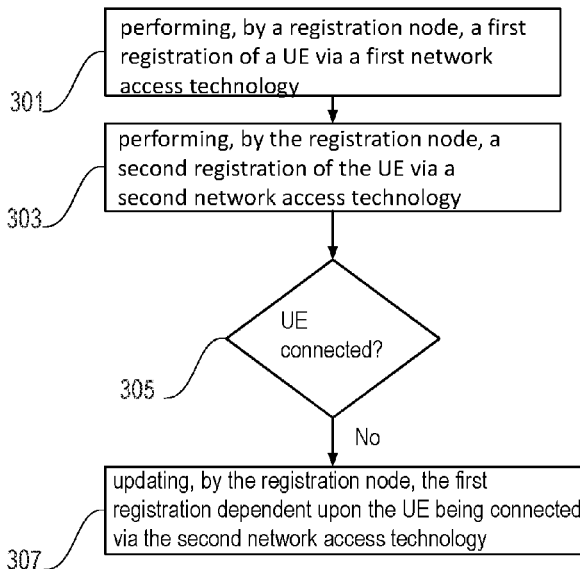 performing, by a registration node, a first
registration of a UE via a first network
access technology
301
performing, by the registration node, a
second registration of the UE via a
second network access technology
303
UE
connected?
305
No
updating, by the registration node, the first
registration dependent upon the UE being connected
via the second network access technology
307